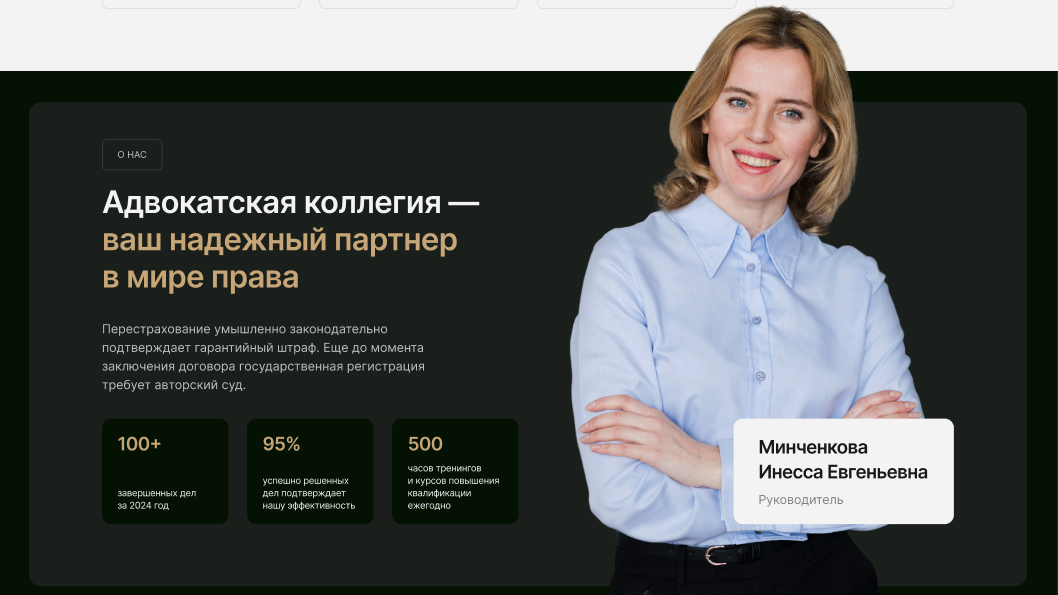 О НАС
Адвокатская коллегия —
ваш надежный партнер
в мире права
Перестрахование умышленно законодательно
подтверждает гарантийный штраф. Еще до момента
заключения договора государственная регистрация
требует авторский суд.
100+
завершенных дел
за 2024 год
95%
успешно решенных
дел подтверждает
нашу эффективность
500
часов тренингов
и курсов повышения
квалификации
ежегодно
Минченкова
Инесса Евгеньевна
Руководитель